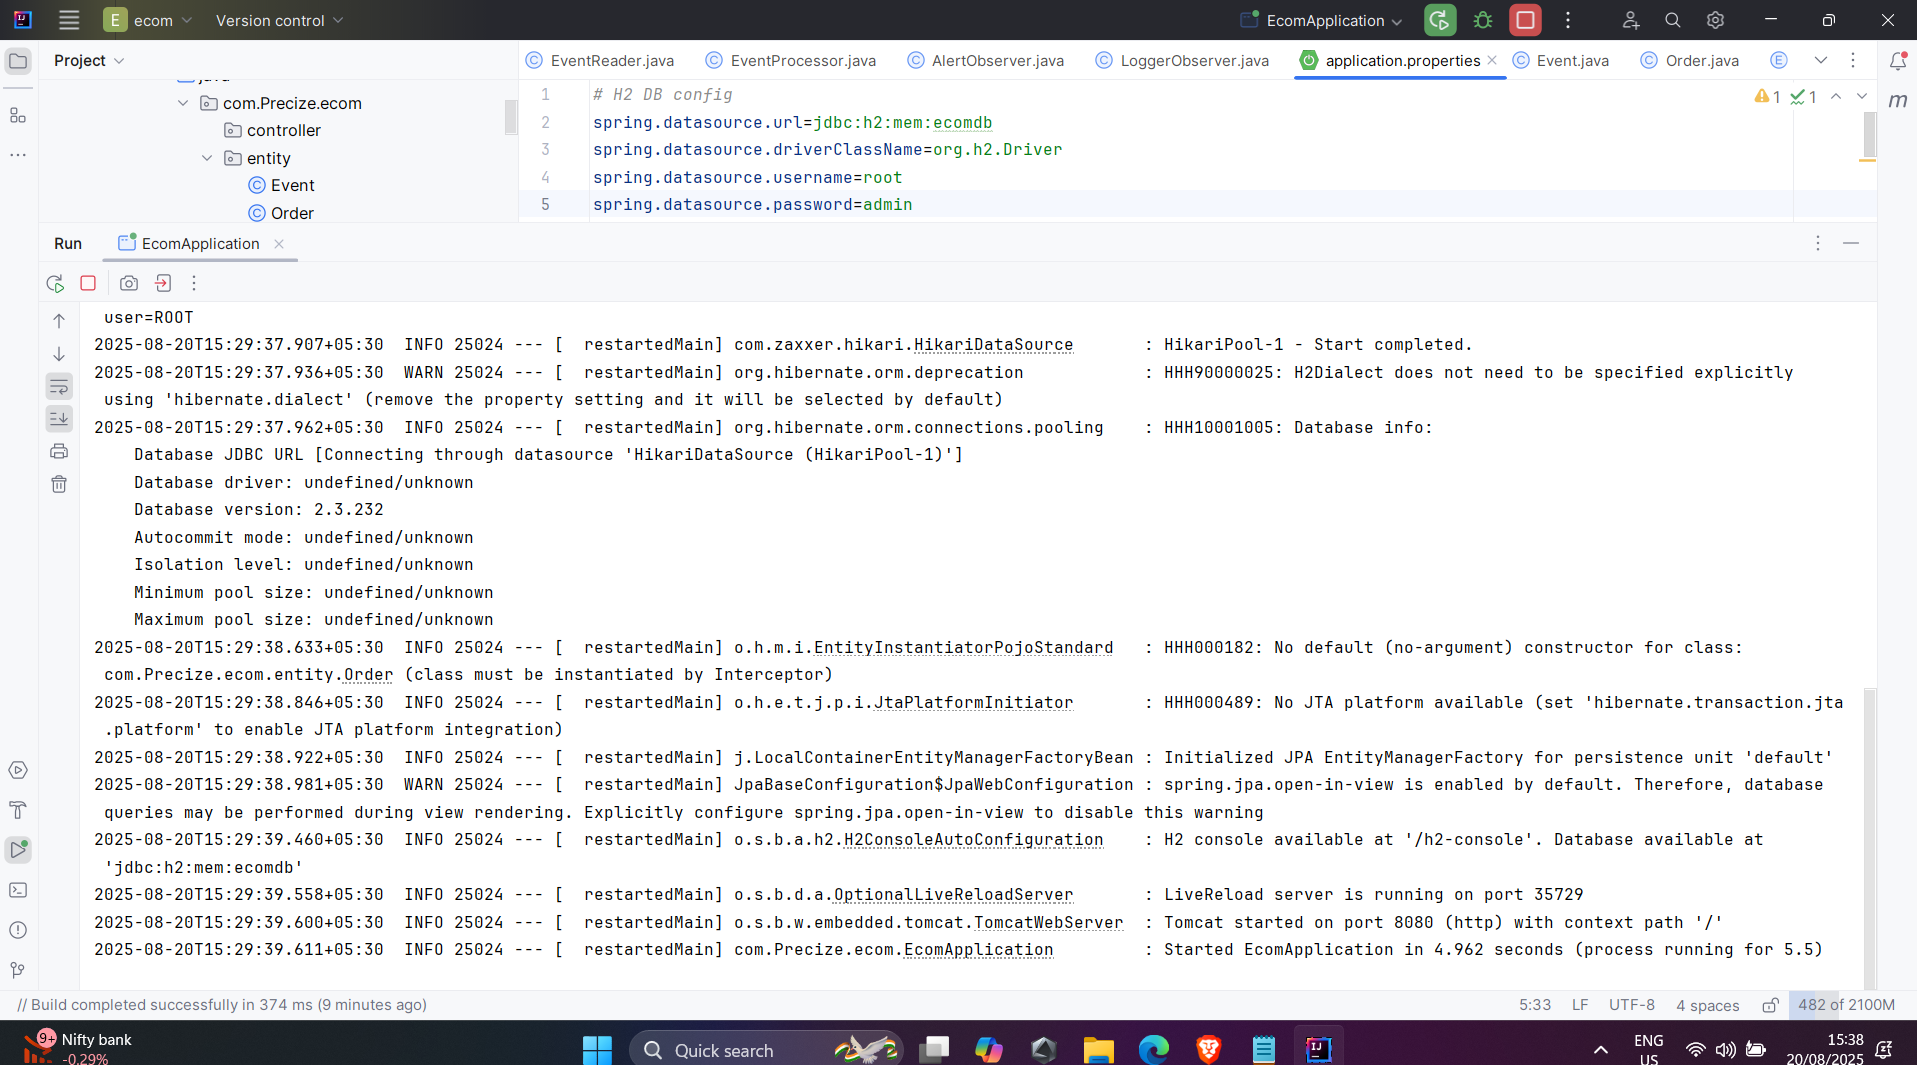 E ecom
Version control
EcomApplication
Project
EventReader.java
EventProcessor.java
AlertObserver.java
LoggerObserver.java
application.properties
Event.java
Order.java
com.Precize.ecom
controller
entity
Event
Order
1 # H2 DB config
2 spring.datasource.url=jdbc:h2:mem:ecomdb
3 spring.datasource.driverClassName=org.h2.Driver
4 spring.datasource.username=root
5 spring.datasource.password=admin
1 1
m
Run
EcomApplication
user=ROOT
2025-08-20T15:29:37.907+05:30  INFO 25024 --- [  restartedMain] com.zaxxer.hikari.HikariDataSource       : HikariPool-1 - Start completed.
2025-08-20T15:29:37.936+05:30  WARN 25024 --- [  restartedMain] org.hibernate.orm.deprecation            : HHH90000025: H2Dialect does not need to be specified explicitly
using 'hibernate.dialect' (remove the property setting and it will be selected by default)
2025-08-20T15:29:37.962+05:30  INFO 25024 --- [  restartedMain] org.hibernate.orm.connections.pooling    : HHH10001005: Database info:
Database JDBC URL [Connecting through datasource 'HikariDataSource (HikariPool-1)']
Database driver: undefined/unknown
Database version: 2.3.232
Autocommit mode: undefined/unknown
Isolation level: undefined/unknown
Minimum pool size: undefined/unknown
Maximum pool size: undefined/unknown
2025-08-20T15:29:38.633+05:30  INFO 25024 --- [  restartedMain] o.h.m.i.EntityInstantiatorPojoStandard   : HHH000182: No default (no-argument) constructor for class:
com.Precize.ecom.entity.Order (class must be instantiated by Interceptor)
2025-08-20T15:29:38.846+05:30  INFO 25024 --- [  restartedMain] o.h.e.t.j.p.i.JtaPlatformInitiator       : HHH000489: No JTA platform available (set 'hibernate.transaction.jta
.platform' to enable JTA platform integration)
2025-08-20T15:29:38.922+05:30  INFO 25024 --- [  restartedMain] j.LocalContainerEntityManagerFactoryBean : Initialized JPA EntityManagerFactory for persistence unit 'default'
2025-08-20T15:29:38.981+05:30  WARN 25024 --- [  restartedMain] JpaBaseConfiguration$JpaWebConfiguration : spring.jpa.open-in-view is enabled by default. Therefore, database
queries may be performed during view rendering. Explicitly configure spring.jpa.open-in-view to disable this warning
2025-08-20T15:29:39.460+05:30  INFO 25024 --- [  restartedMain] o.s.b.a.h2.H2ConsoleAutoConfiguration    : H2 console available at '/h2-console'. Database available at
'jdbc:h2:mem:ecomdb'
2025-08-20T15:29:39.558+05:30  INFO 25024 --- [  restartedMain] o.s.b.d.a.OptionalLiveReloadServer       : LiveReload server is running on port 35729
2025-08-20T15:29:39.600+05:30  INFO 25024 --- [  restartedMain] o.s.b.w.embedded.tomcat.TomcatWebServer  : Tomcat started on port 8080 (http) with context path '/'
2025-08-20T15:29:39.611+05:30  INFO 25024 --- [  restartedMain] com.Precize.ecom.EcomApplication         : Started EcomApplication in 4.962 seconds (process running for 5.5)
// Build completed successfully in 374 ms (9 minutes ago)
5:33 LF UTF-8 4 spaces 482 of 2100M
9+ Nifty bank
-0.29%
Quick search
ENG
US
15:38
20/08/2025